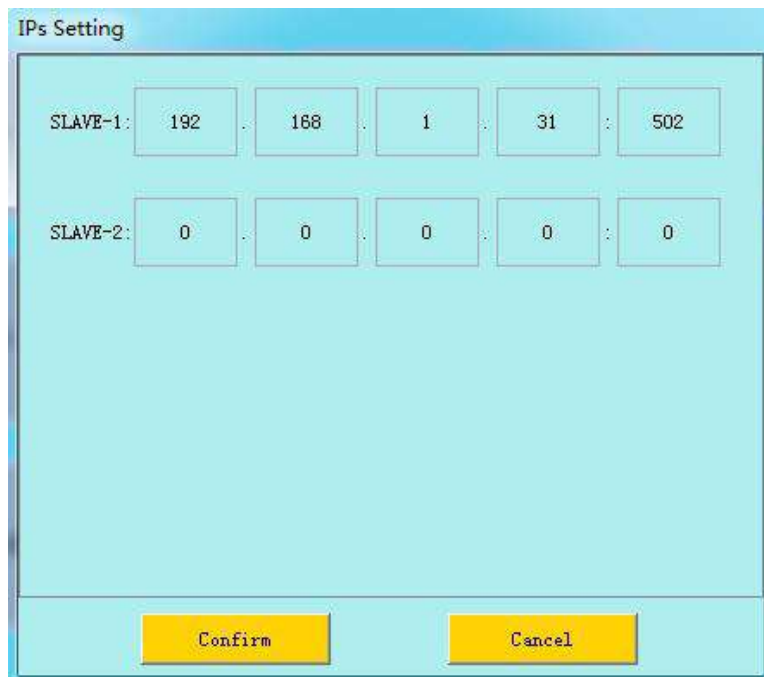 IPs Setting
SLAVE-1: 192 . 168 . 1 . 31 : 502
SLAVE-2: 0 . 0 . 0 . 0 : 0
Confirm Cancel